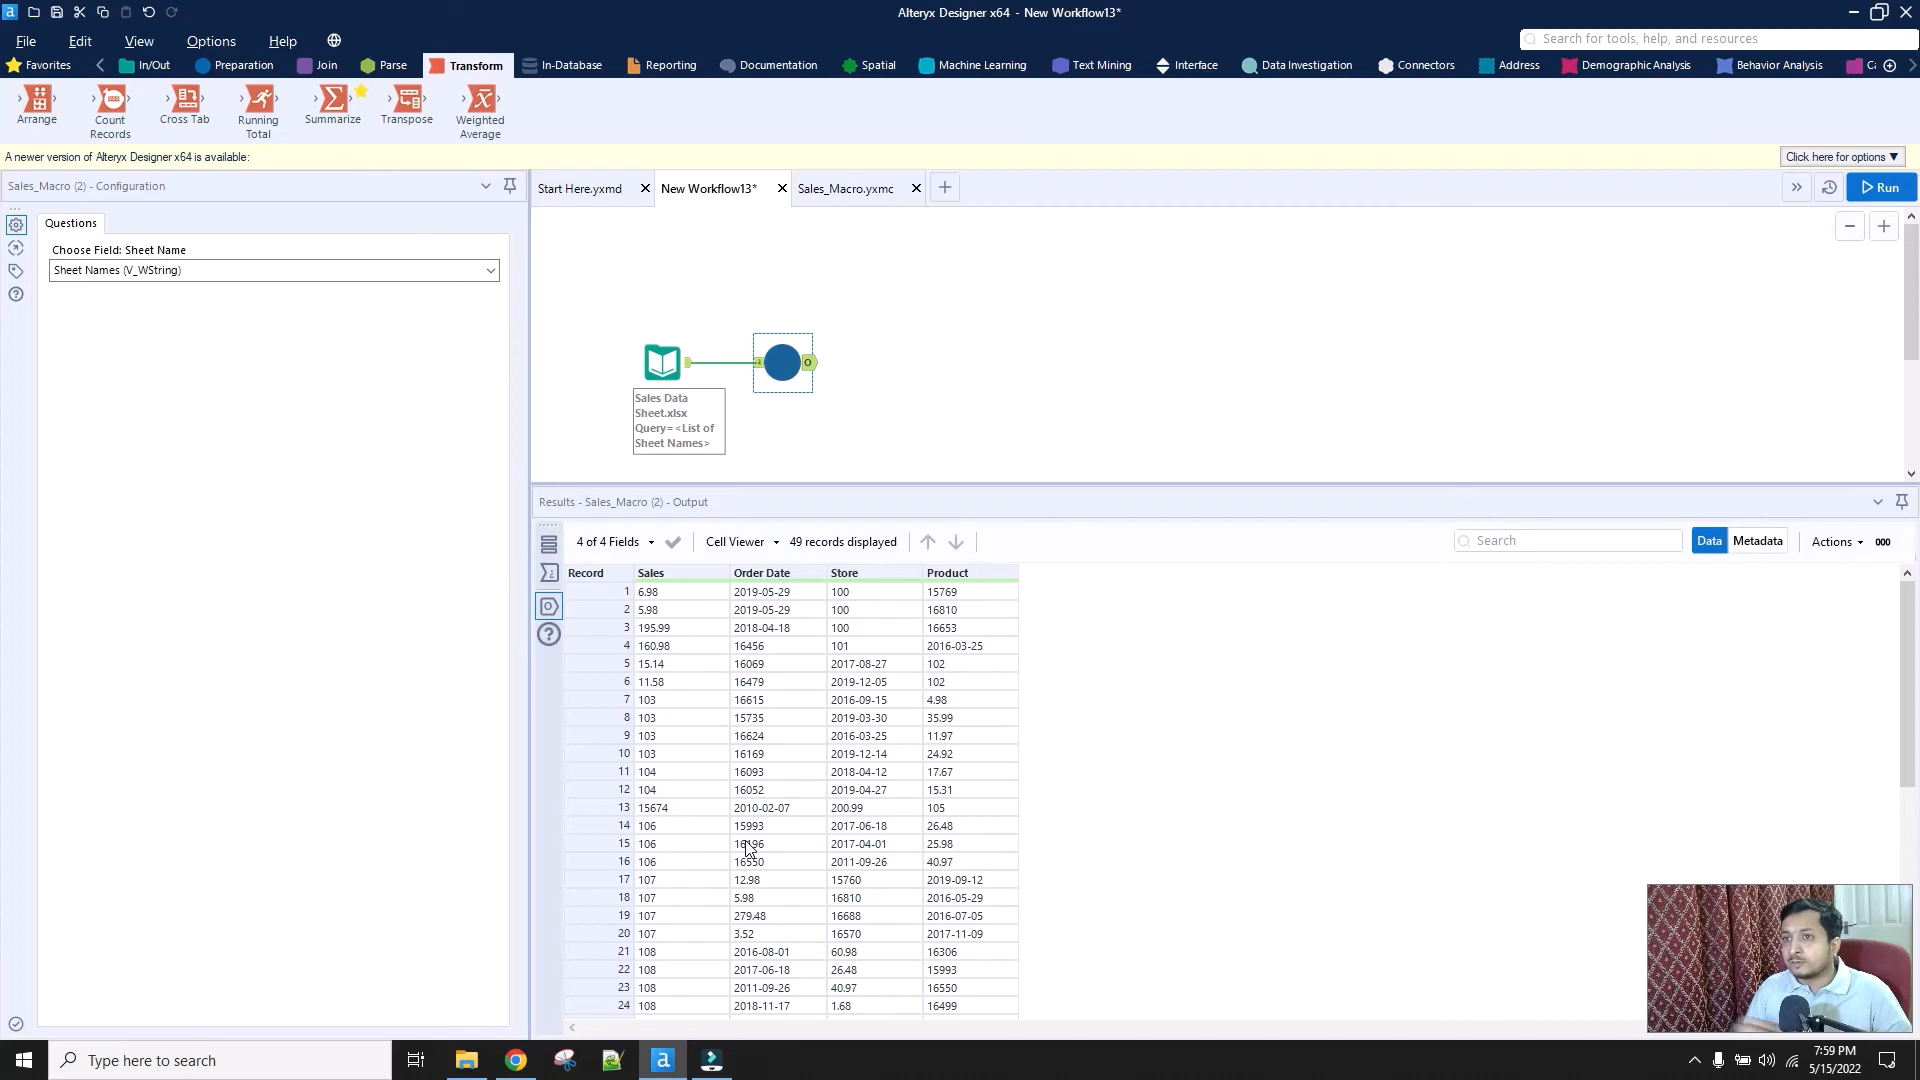 Alteryx Designer x64 - New Workflow13*
File Edit View Options Help
Search for tools, help, and resources
Favorites In/Out Preparation Join Parse Transform In-Database Reporting Documentation Spatial Machine Learning Text Mining Interface Connectors Data Investigation Address Demographic Analysis Behavior Analysis Ca
Arrange
Count Records
Cross Tab
Running Total
Summarize
Transpose
Weighted Average
A newer version of Alteryx Designer x64 is available:
Click here for options ▼
Sales_Macro (2) - Configuration
Start Here.yxmd New Workflow13* Sales_Macro.yxmc
Run
Questions
Choose Field: Sheet Name
Sheet Names (V_WString)
O
Sales Data
Sheet.xlsx
Query=<List of
Sheet Names>
Results - Sales_Macro (2) - Output
4 of 4 Fields Cell Viewer 49 records displayed Search Data Metadata Actions 000
Record Sales Order Date Store Product
1 6.98 2019-05-29 100 15769
2 5.98 2019-05-29 100 16810
3 195.99 2018-04-18 100 16653
4 160.98 16456 101 2016-03-25
5 15.14 16069 2017-08-27 102
6 11.58 16479 2019-12-05 102
7 103 16615 2016-09-15 4.98
8 103 15735 2019-03-30 35.99
9 103 16624 2016-03-25 11.97
10 103 16169 2019-12-14 24.92
11 104 16093 2018-04-12 17.67
12 104 16052 2019-04-27 15.31
13 15674 2010-02-07 200.99 105
14 106 15993 2017-06-18 26.48
15 106 2017-04-01 25.98
16 106 16550 2011-09-26 40.97
17 107 12.98 15760 2019-09-12
18 107 5.98 16810 2016-05-29
19 107 279.48 16688 2016-07-05
20 107 3.52 16570 2017-11-09
21 108 2016-08-01 60.98 16306
22 108 2017-06-18 26.48 15993
23 108 2011-09-26 40.97 16550
24 108 2018-11-17 1.68 16499
Type here to search
7:59 PM
5/15/2022